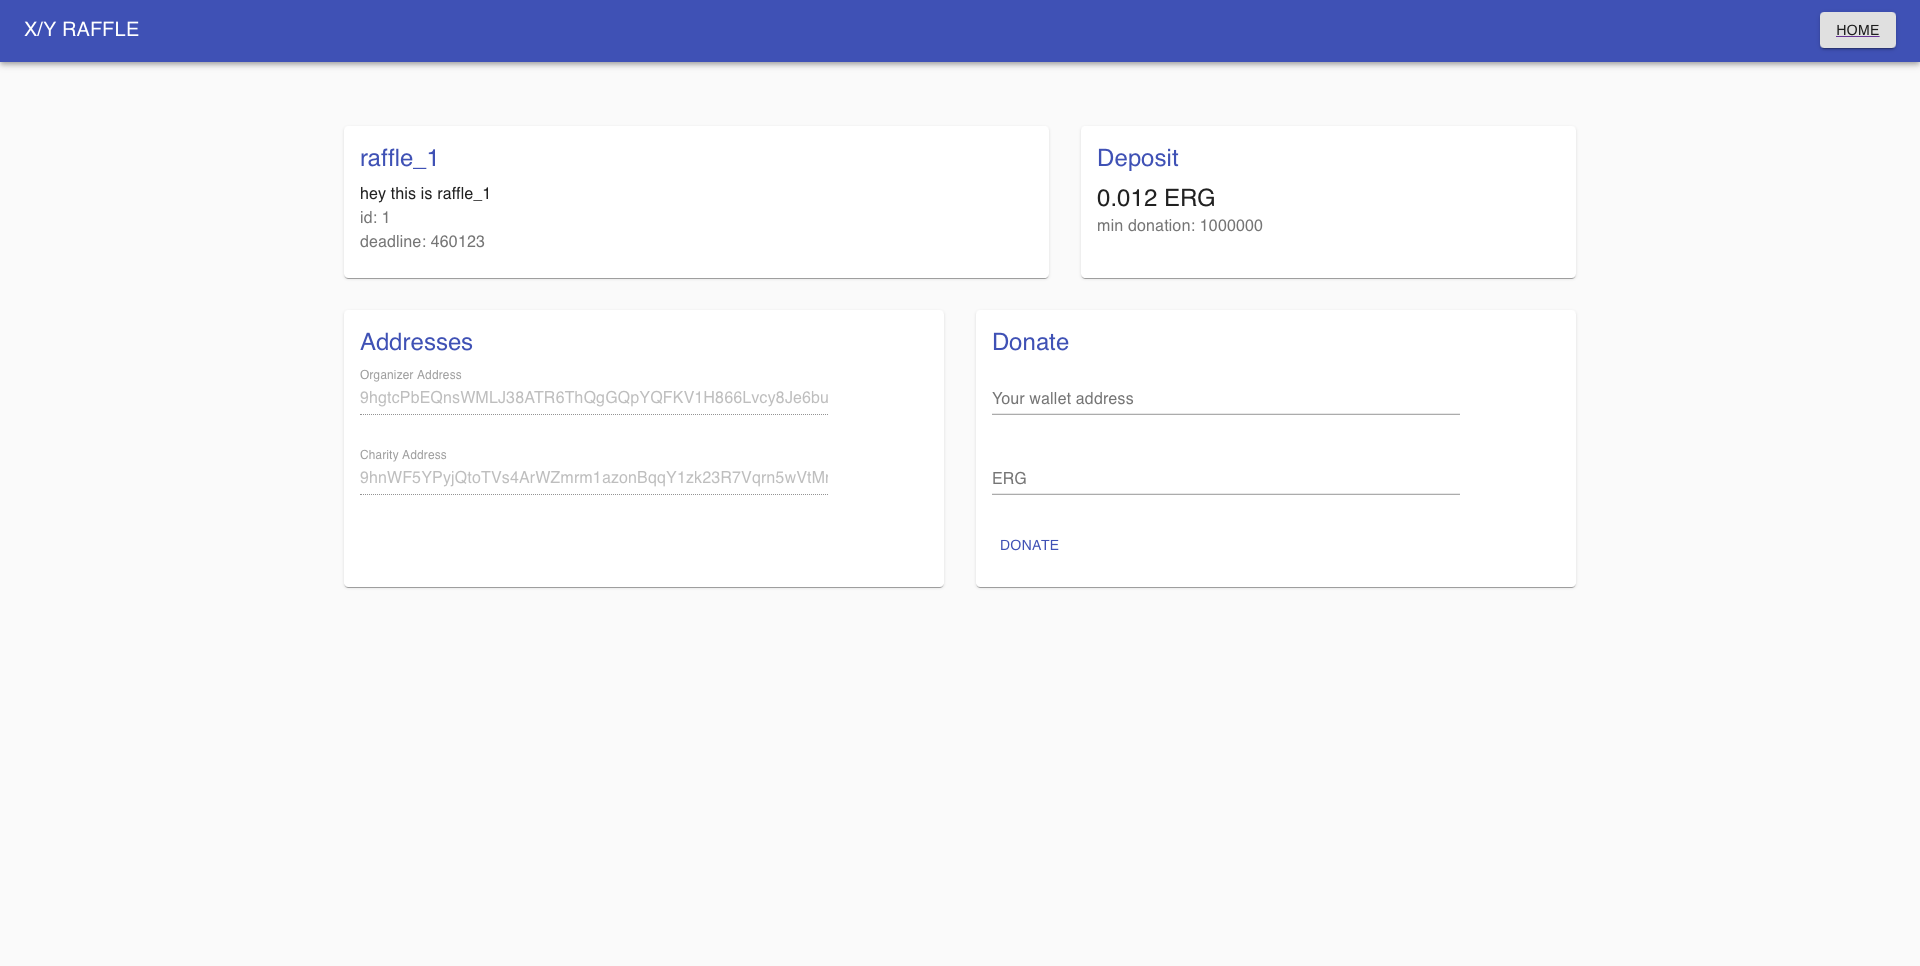 X/Y RAFFLE
HOME
raffle_1
hey this is raffle_1
id: 1
deadline: 460123
Deposit
0.012 ERG
min donation: 1000000
Addresses
Organizer Address
9hgtcPbEQnsWMLJ38ATR6ThQgGQpYQFKV1H866Lvcy8Je6bu
Charity Address
9hnWF5YPyjQtoTVs4ArWZmrm1azonBqqY1zk23R7Vqrn5wVtM
Donate
Your wallet address
ERG
DONATE